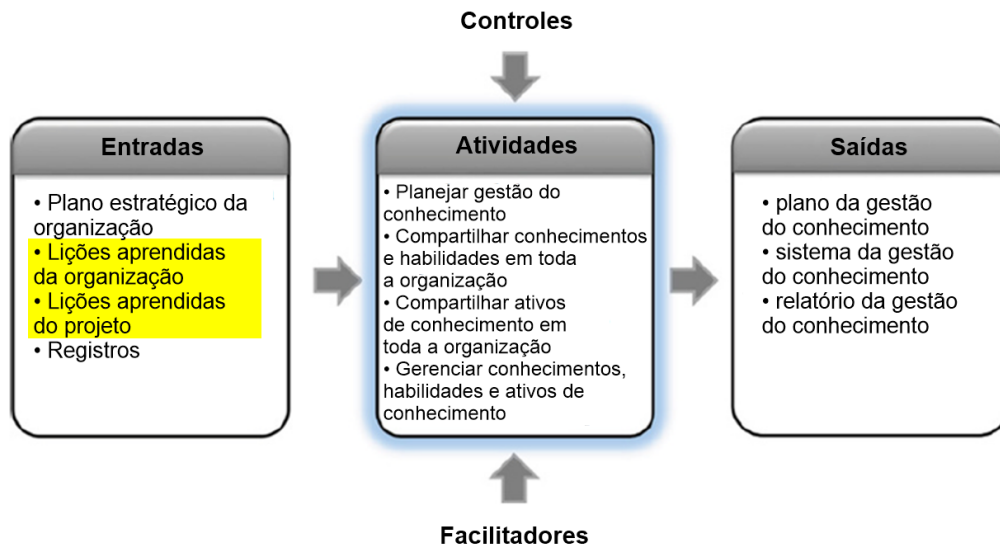 Controles
Entradas
• Plano estratégico da
organização
• Lições aprendidas
da organização
• Lições aprendidas
do projeto
• Registros
Atividades
• Planejar gestão do
conhecimento
• Compartilhar conhecimentos
e habilidades em toda
a organização
• Compartilhar ativos
de conhecimento em
toda a organização
• Gerenciar conhecimentos,
habilidades e ativos de
conhecimento
Saídas
• plano da gestão
do conhecimento
• sistema da gestão
do conhecimento
• relatório da gestão
do conhecimento
Facilitadores